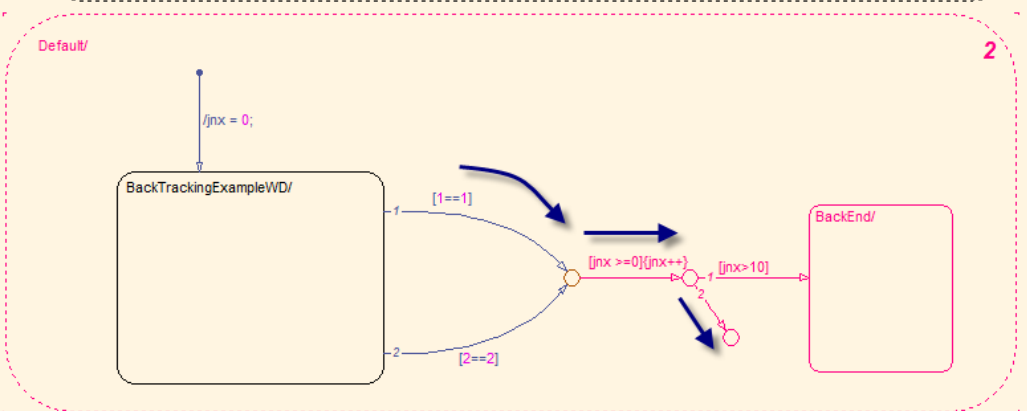 Default/
2
/jnx = 0;
BackTrackingExampleWD/
1
[1==1]
BackEnd/
[jnx >=0]{jnx++}
1
[jnx>10]
2
2
[2==2]